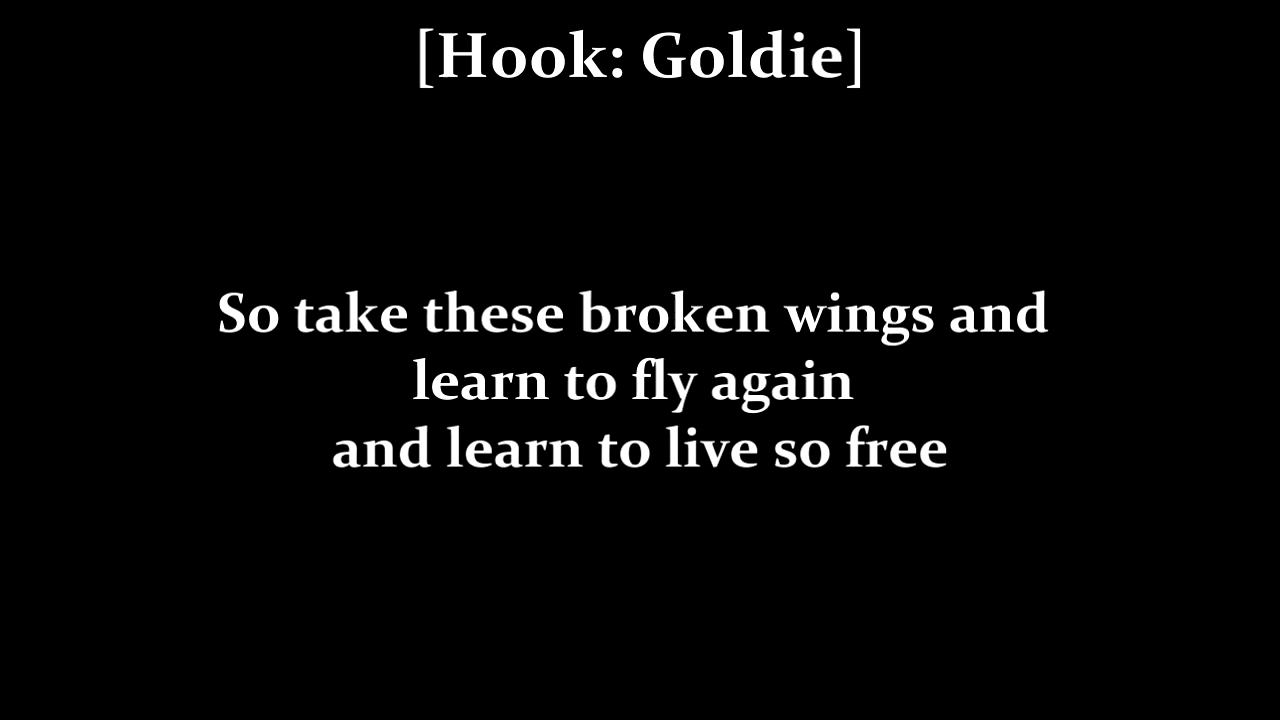 [Hook: Goldie]
So take these broken wings and
learn to fly again
and learn to live so free